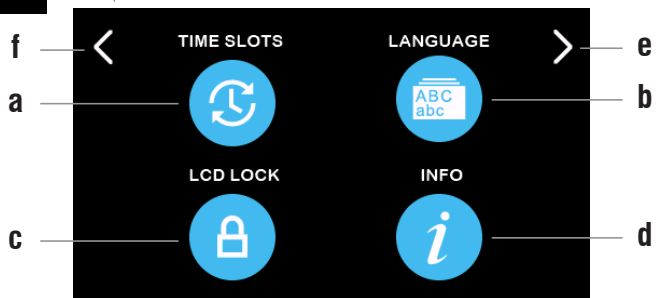 f TIME SLOTS LANGUAGE e
a ABC b
abc
LCD LOCK INFO
c i d